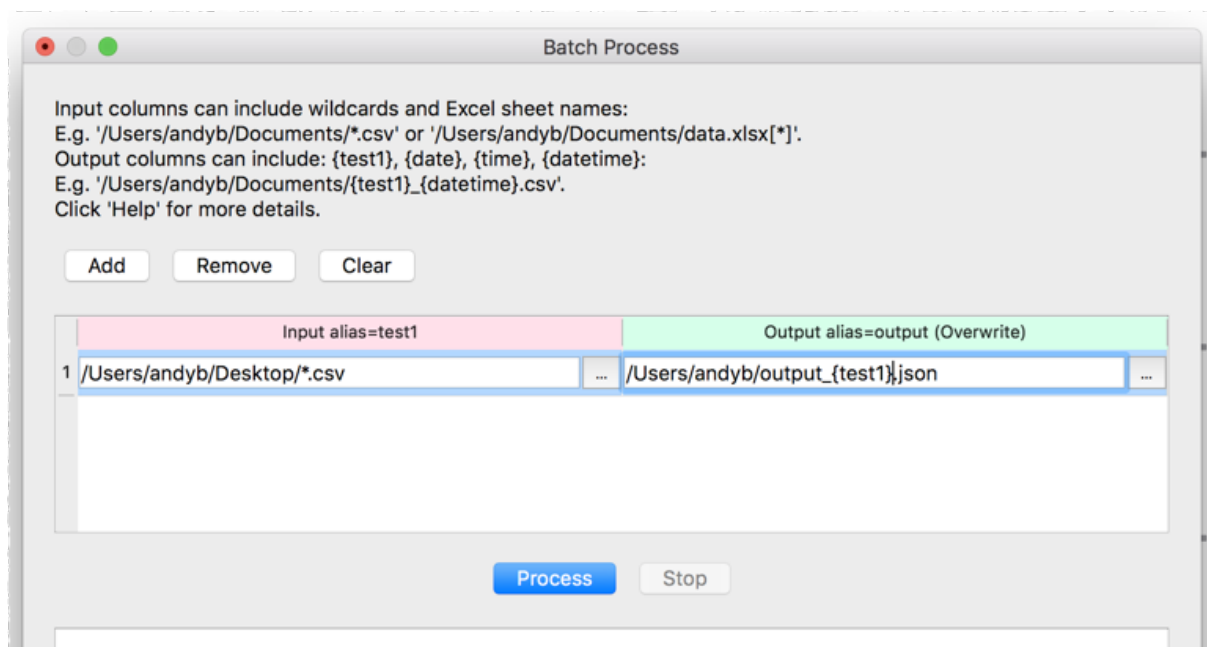 Batch Process
Input columns can include wildcards and Excel sheet names:
E.g. '/Users/andyb/Documents/*.csv' or '/Users/andyb/Documents/data.xlsx[*]'.
Output columns can include: {test1}, {date}, {time}, {datetime}:
E.g. '/Users/andyb/Documents/{test1}_{datetime}.csv'.
Click 'Help' for more details.
Add Remove Clear
Input alias=test1 Output alias=output (Overwrite)
1 /Users/andyb/Desktop/*.csv ... /Users/andyb/output_{test1}.json ...
Process Stop